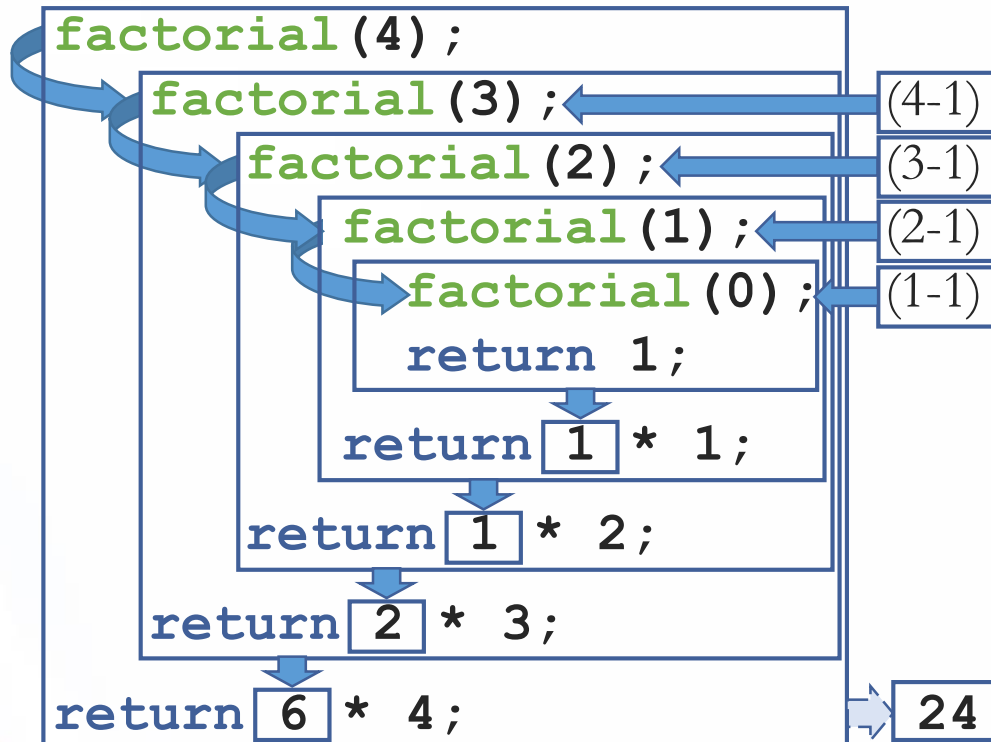 factorial(4);
factorial(3);
(4-1)
factorial(2);
(3-1)
factorial(1);
(2-1)
factorial(0);
(1-1)
return 1;
return 1 * 1;
return 1 * 2;
return 2 * 3;
return 6 * 4;
24